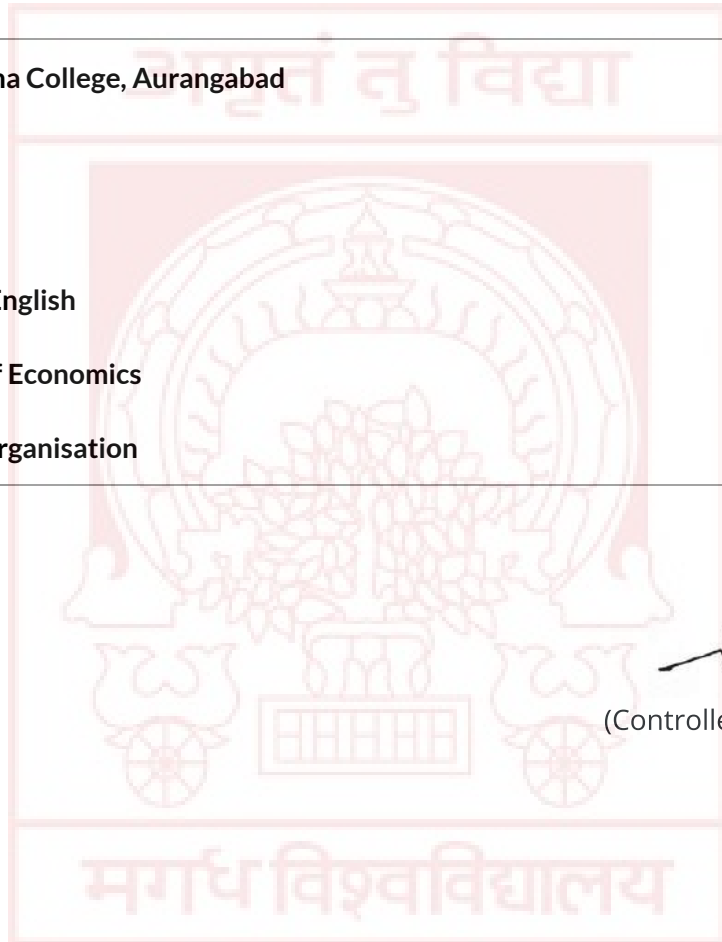 अमृतं तु विद्या
na College, Aurangabad
English
f Economics
rganisation
(Controlle
मगध विश्वविद्यालय